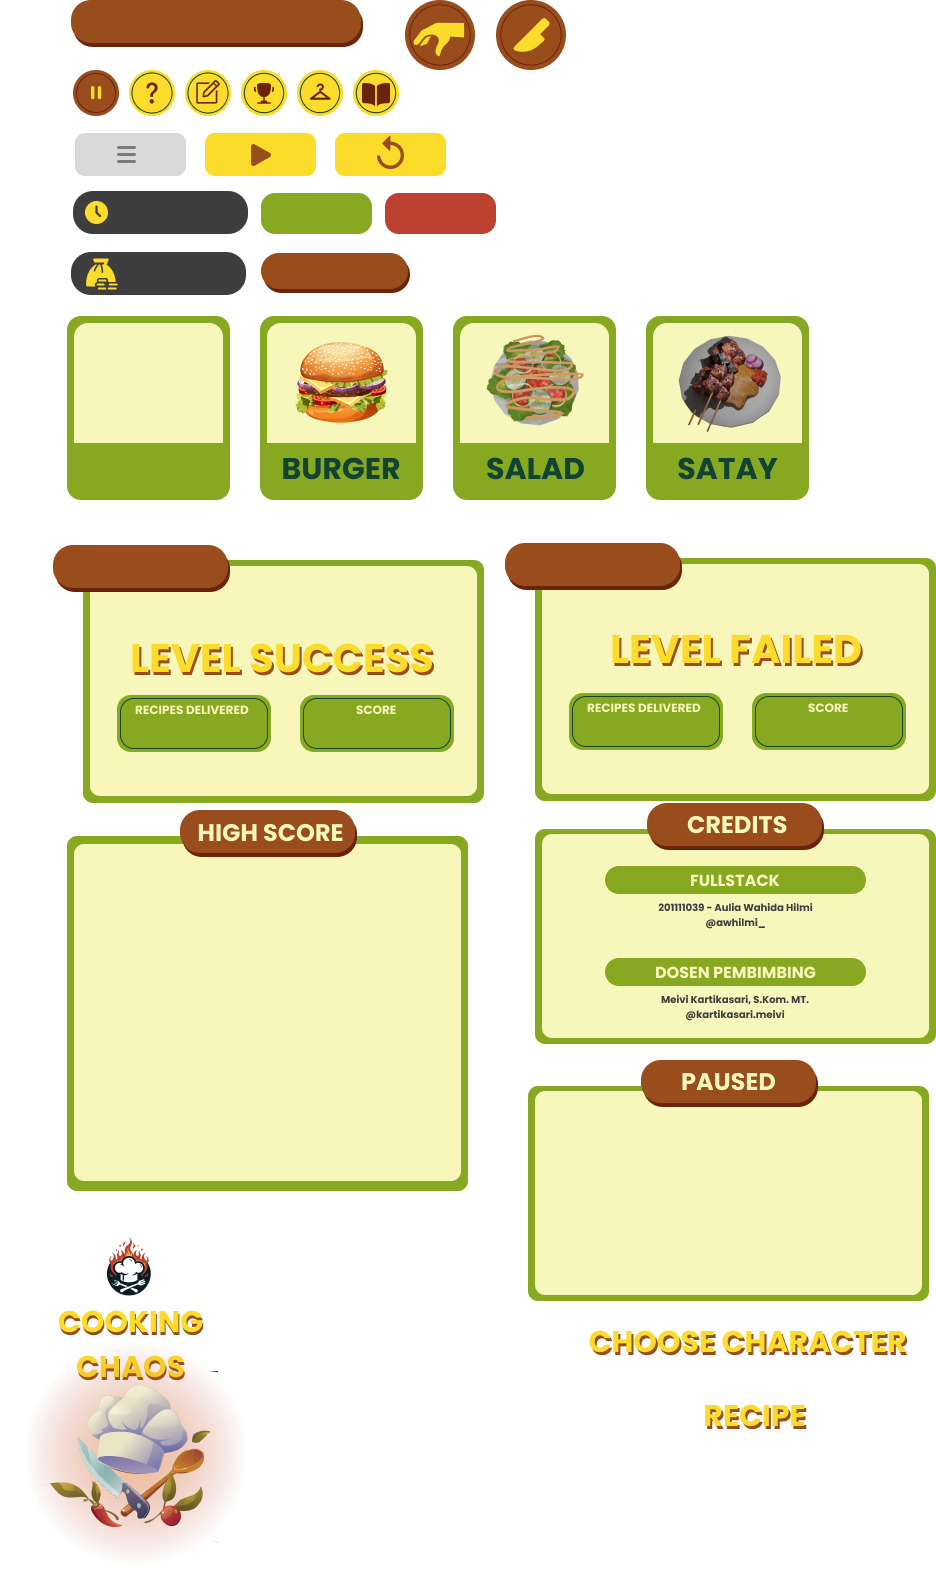 ?
BURGER
SALAD
SATAY
LEVEL SUCCESS
RECIPES DELIVERED
SCORE
LEVEL FAILED
RECIPES DELIVERED
SCORE
HIGH SCORE
CREDITS
FULLSTACK
201111039 - Aulia Wahida Hilmi
@awhilmi_
DOSEN PEMBIMBING
Meivi Kartikasari, S.Kom. MT.
@kartikasari.meivi
PAUSED
COOKING
CHAOS
CHOOSE CHARACTER
RECIPE